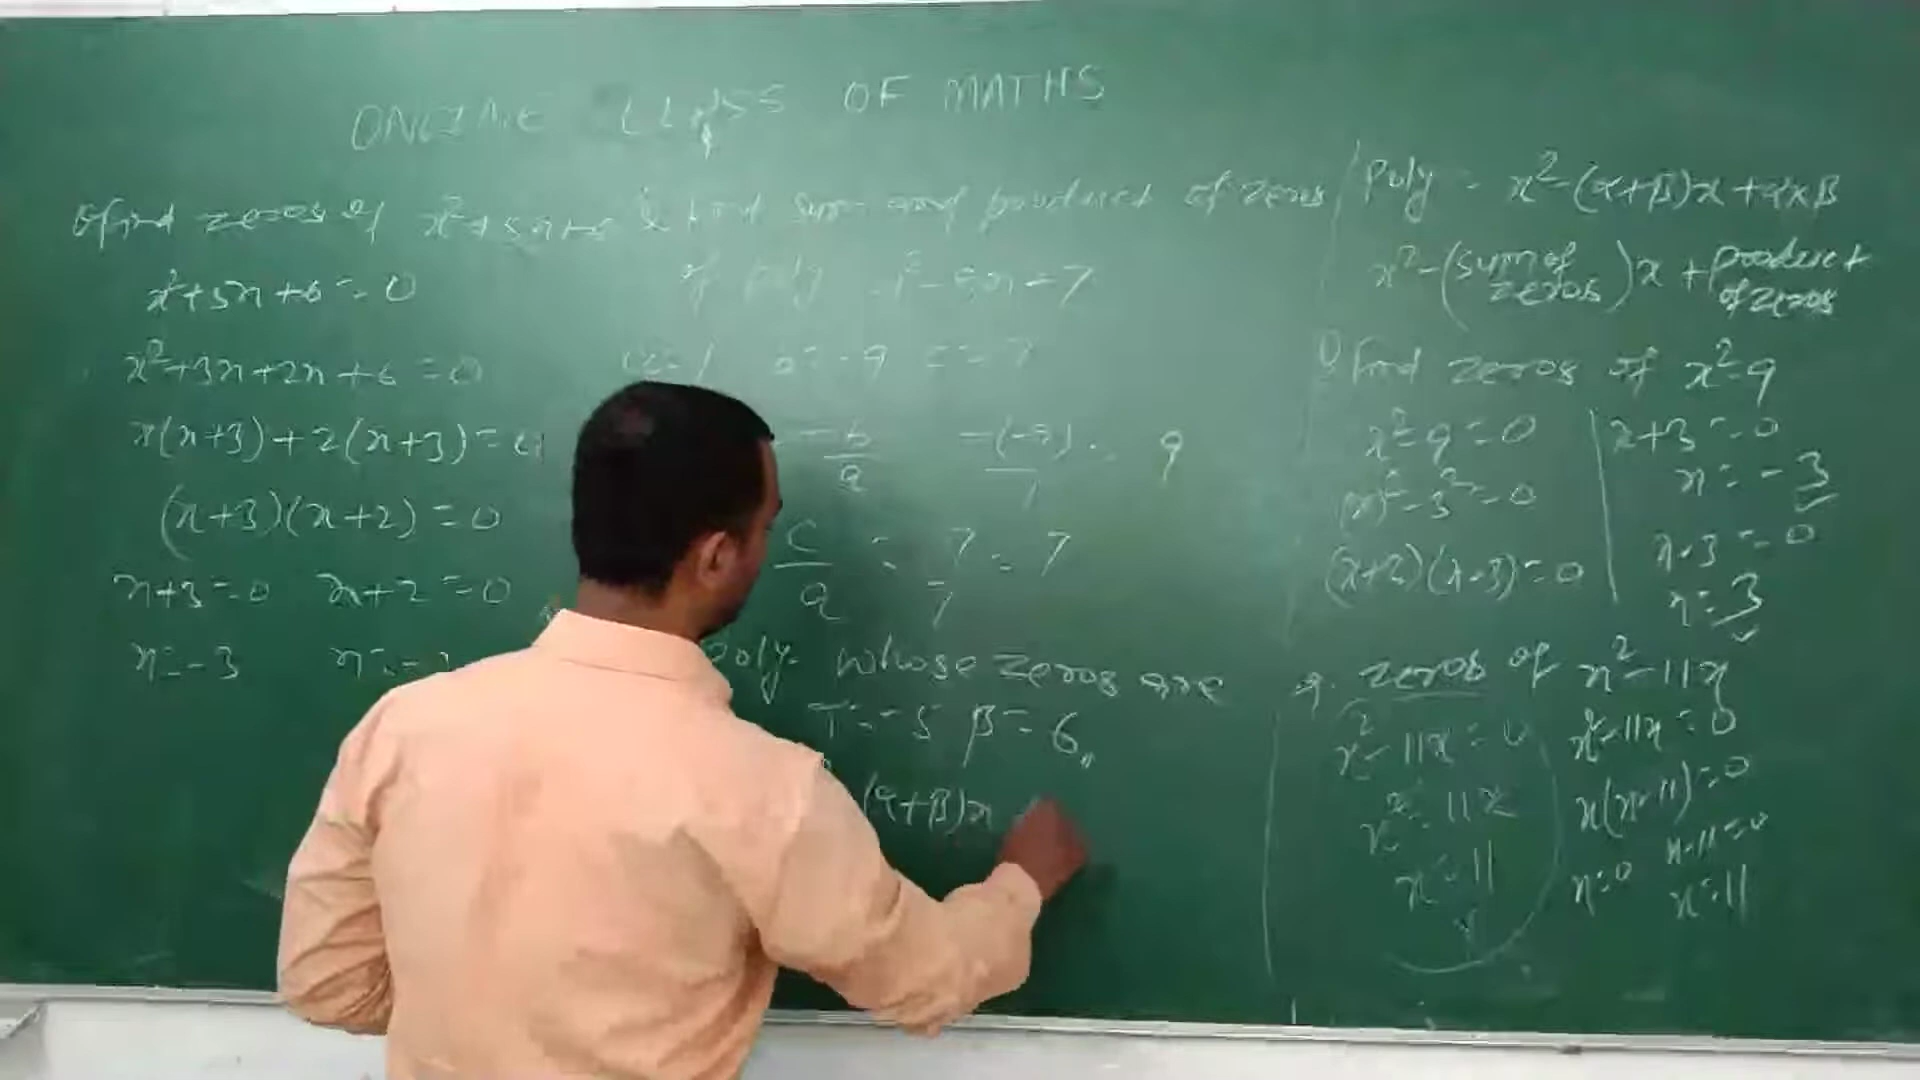 ONLINE CLASS OF MATHS
Q find zeros of x²+5x+6
x²+5x+6=0
x²+3x+2x+6=0
x(x+3)+2(x+3)=0
(x+3)(x+2)=0
x+3=0 x+2=0
x=-3 x=-
Q find sum and product of zeros
of poly -9x=7
a=1 b=-9 c=7
-b/a -(-9)/1 = 9
c/a = 7 = 7
poly. whose zeros are
=-5 β=6
(α+β)x
Poly = x²-(α+β)x+α×β
x²-(sum of zeros)x+product of zeros
Q find zeros of x²-9
x²-9=0
(x)²-3²=0
(x+3)(x-3)=0
x+3=0
x=-3
x-3=0
x=3
q. zeros of x²-11x
x²-11x=0
x²=11x
x=11
x²-11x=0
x(x-11)=0
x=0 x-11=0
x=11